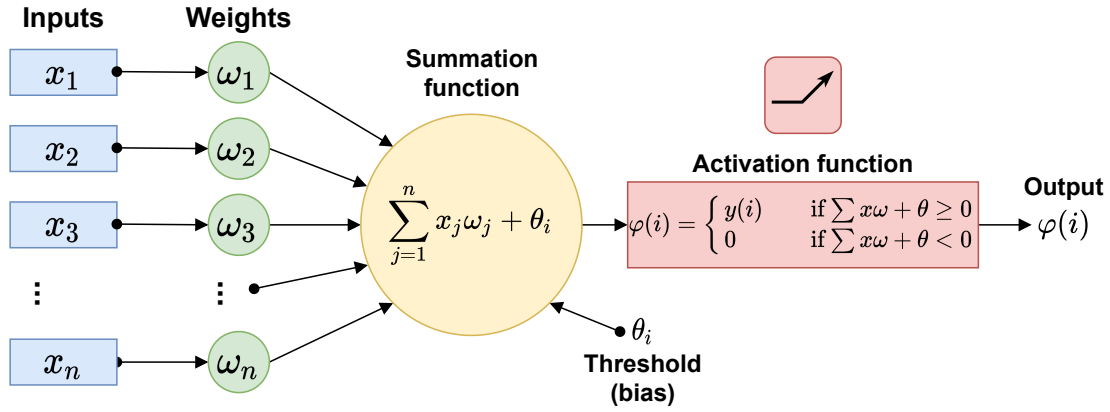 Inputs
Weights
x₁
ω₁
x₂
ω₂
x₃
ω₃
...
...
xₙ
ωₙ
Summation
function
∑ⁿⱼ₌₁ xⱼωⱼ + θᵢ
θᵢ
Threshold
(bias)
Activation function
φ(i) = { y(i) if ∑ xω + θ ≥ 0
0 if ∑ xω + θ < 0
Output
φ(i)